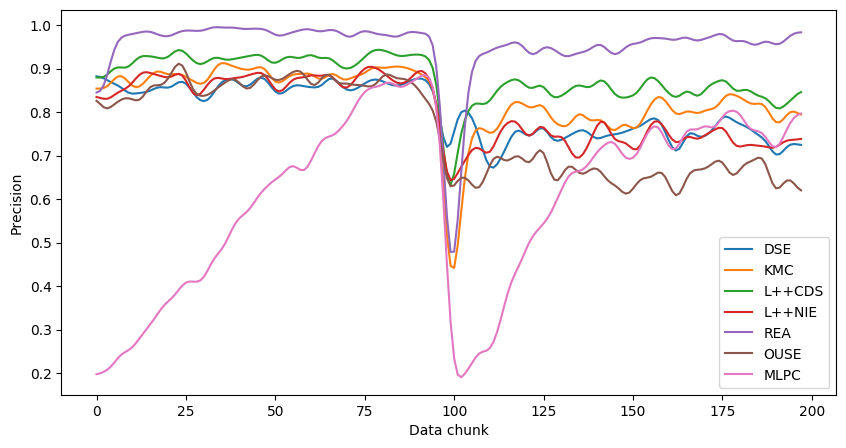 1.0
0.9
0.8
0.7
0.6
0.5
0.4
0.3
0.2
Precision
0
25
50
75
100
125
150
175
200
Data chunk
DSE
KMC
L++CDS
L++NIE
REA
OUSE
MLPC